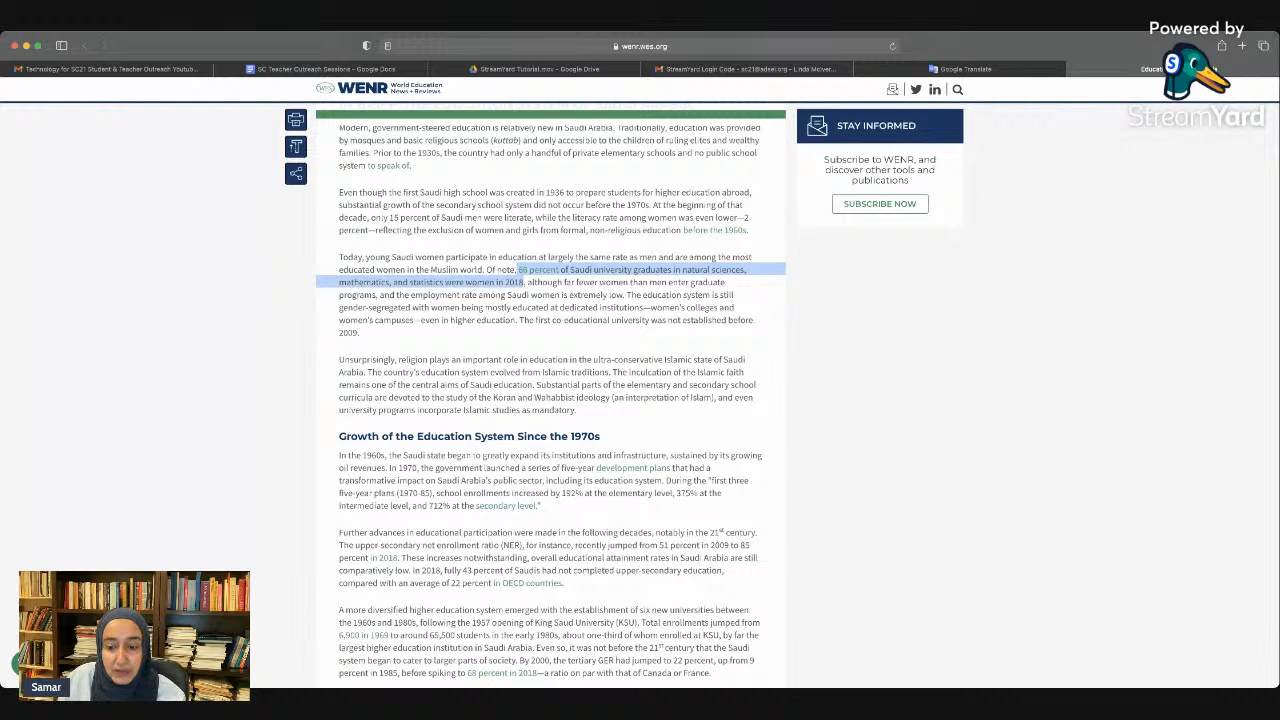 Powered by
StreamYard
wenr.wes.org
Technology for SC21 Student & Teacher Outreach Youtub...
SC Teacher Outreach Sessions - Google Docs
StreamYard Tutorial.mov - Google Drive
StreamYard Login Code - sc21@adsei.org - Linda McIver...
Google Translate
WENR World Education
News + Reviews
STAY INFORMED
Subscribe to WENR, and
discover other tools and
publications
SUBSCRIBE NOW
Modern, government-steered education is relatively new in Saudi Arabia. Traditionally, education was provided
by mosques and basic religious schools (kuttab) and only accessible to the children of ruling elites and wealthy
families. Prior to the 1930s, the country had only a handful of private elementary schools and no public school
system to speak of.
Even though the first Saudi high school was created in 1936 to prepare students for higher education abroad,
substantial growth of the secondary school system did not occur before the 1970s. At the beginning of that
decade, only 15 percent of Saudi men were literate, while the literacy rate among women was even lower—2
percent—reflecting the exclusion of women and girls from formal, non-religious education before the 1960s.
Today, young Saudi women participate in education at largely the same rate as men and are among the most
educated women in the Muslim world. Of note, 66 percent of Saudi university graduates in natural sciences,
mathematics, and statistics were women in 2018, although far fewer women than men enter graduate
programs, and the employment rate among Saudi women is extremely low. The education system is still
gender-segregated with women being mostly educated at dedicated institutions—women's colleges and
women's campuses—even in higher education. The first co-educational university was not established before
2009.
Unsurprisingly, religion plays an important role in education in the ultra-conservative Islamic state of Saudi
Arabia. The country's education system evolved from Islamic traditions. The inculcation of the Islamic faith
remains one of the central aims of Saudi education. Substantial parts of the elementary and secondary school
curricula are devoted to the study of the Koran and Wahabbist ideology (an interpretation of Islam), and even
university programs incorporate Islamic studies as mandatory.
Growth of the Education System Since the 1970s
In the 1960s, the Saudi state began to greatly expand its institutions and infrastructure, sustained by its growing
oil revenues. In 1970, the government launched a series of five-year development plans that had a
transformative impact on Saudi Arabia's public sector, including its education system. During the "first three
five-year plans (1970-85), school enrollments increased by 192% at the elementary level, 375% at the
intermediate level, and 712% at the secondary level."
Further advances in educational participation were made in the following decades, notably in the 21st century.
The upper-secondary net enrollment ratio (NER), for instance, recently jumped from 51 percent in 2009 to 85
percent in 2018. These increases notwithstanding, overall educational attainment rates in Saudi Arabia are still
comparatively low. In 2018, fully 43 percent of Saudis had not completed upper-secondary education,
compared with an average of 22 percent in OECD countries.
A more diversified higher education system emerged with the establishment of six new universities between
the 1960s and 1980s, following the 1957 opening of King Saud University (KSU). Total enrollments jumped from
6,900 in 1969 to around 65,500 students in the early 1980s, about one-third of whom enrolled at KSU, by far the
largest higher education institution in Saudi Arabia. Even so, it was not before the 21st century that the Saudi
system began to cater to larger parts of society. By 2000, the tertiary GER had jumped to 22 percent, up from 9
percent in 1985, before spiking to 68 percent in 2018—a ratio on par with that of Canada or France.
Samar